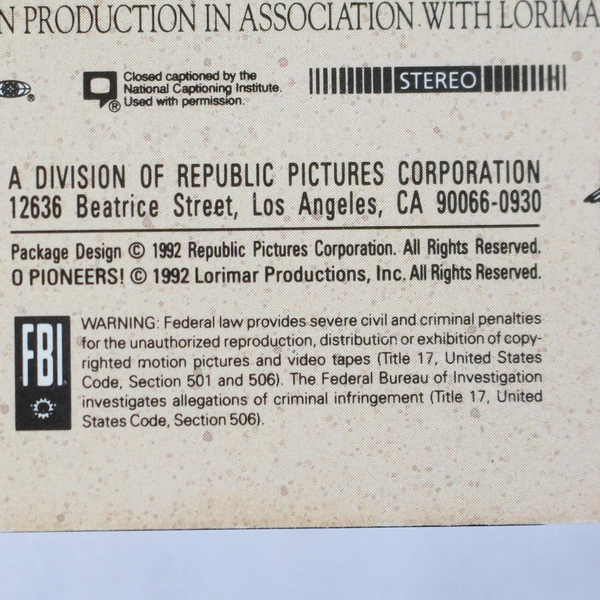 N PRODUCTION IN ASSOCIATION WITH LORIMA
Closed captioned by the
National Captioning Institute.
Used with permission.
STEREO
A DIVISION OF REPUBLIC PICTURES CORPORATION
12636 Beatrice Street, Los Angeles, CA 90066-0930
Package Design © 1992 Republic Pictures Corporation. All Rights Reserved.
O PIONEERS! © 1992 Lorimar Productions, Inc. All Rights Reserved.
FBI
WARNING: Federal law provides severe civil and criminal penalties
for the unauthorized reproduction, distribution or exhibition of copy-
righted motion pictures and video tapes (Title 17, United States
Code, Section 501 and 506). The Federal Bureau of Investigation
investigates allegations of criminal infringement (Title 17, United
States Code, Section 506).